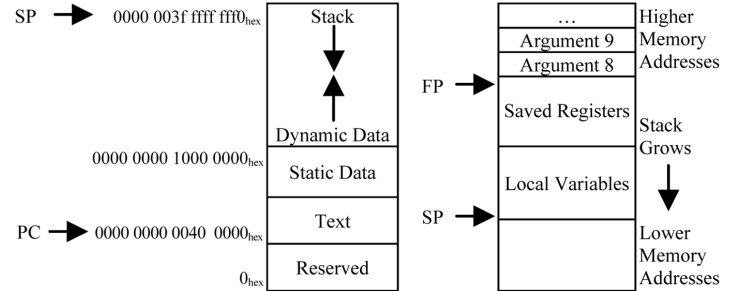 SP 0000 003f ffff fff0hex
Stack
Dynamic Data
0000 0000 1000 0000hex
Static Data
PC 0000 0000 0040 0000hex
Text
Reserved
0hex
...
Argument 9
Argument 8
FP
Saved Registers
Local Variables
SP
Higher
Memory
Addresses
Stack
Grows
Lower
Memory
Addresses